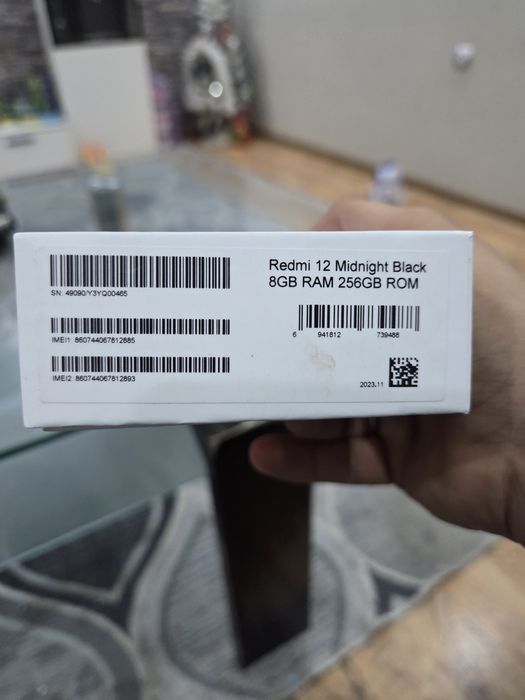 SN: 49090/Y3YQ00465
IMEI1: 860744067812885
IMEI2: 860744067812893
Redmi 12 Midnight Black
8GB RAM 256GB ROM
6 941812 739486
2023.11